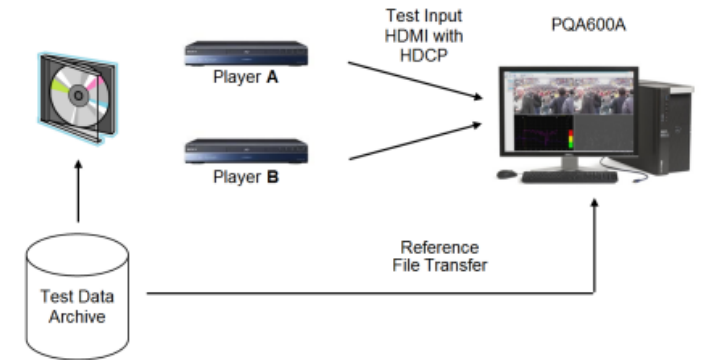 Test Input
HDMI with
HDCP
PQA600A
Player A
Player B
Reference
File Transfer
Test Data
Archive